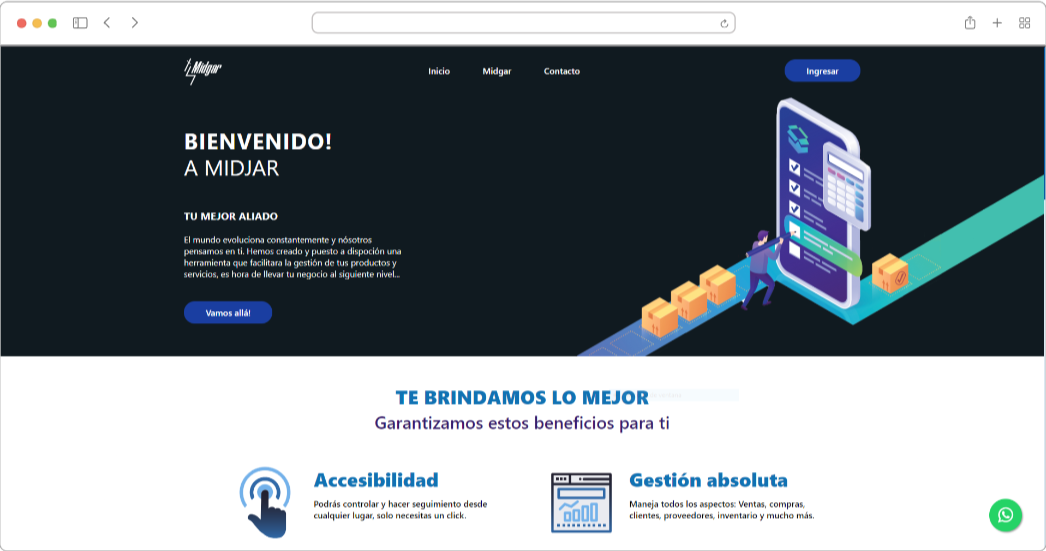 Midgar
Inicio
Midgar
Contacto
Ingresar
BIENVENIDO!
A MIDJAR
TU MEJOR ALIADO
El mundo evoluciona constantemente y nósotros
pensamos en ti. Hemos creado y puesto a dispoción una
herramienta que facilitara la gestión de tus productos y
servicios, es hora de llevar tu negocio al siguiente nivel...
Vamos allá!
TE BRINDAMOS LO MEJOR
Garantizamos estos beneficios para ti
Accesibilidad
Podrás controlar y hacer seguimiento desde
cualquier lugar, solo necesitas un click.
Gestión absoluta
Maneja todos los aspectos: Ventas, compras,
clientes, proveedores, inventario y mucho más.